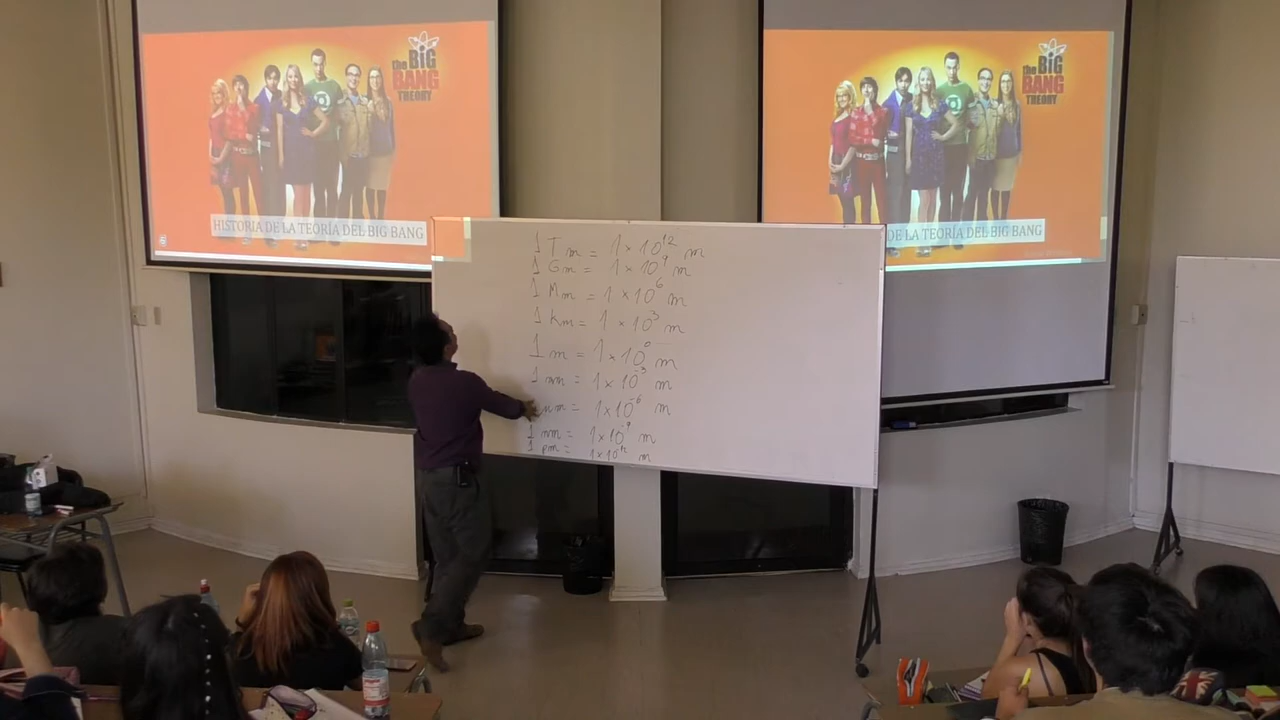 the BIG
BANG
THEORY
HISTORIA DE LA TEORÍA DEL BIG BANG
the BIG
BANG
THEORY
DE LA TEORÍA DEL BIG BANG
1 Tm = 1 × 10¹² m
1 Gm = 1 × 10⁹ m
1 Mm = 1 × 10⁶ m
1 km = 1 × 10³ m
1 m = 1 × 10⁰ m
1 mm = 1 × 10⁻³ m
μm = 1 × 10⁻⁶ m
1 nm = 1 × 10⁻⁹ m
1 pm = 1 × 10⁻¹² m